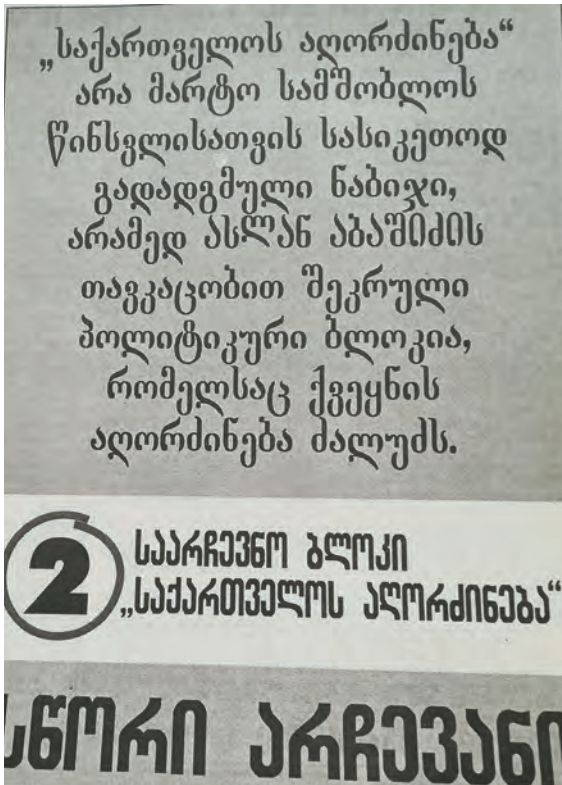 „საქართველოს აღორძინება“
არა მარტო სამშობლოს
წინსვლისათვის სასიკეთოდ
გადადგმული ნაბიჯი,
არამედ ასლან აბაშიძის
თავკაცობით შეკრული
პოლიტიკური ბლოკია,
რომელსაც ქვეყნის
აღორძინება ძალუძს.
2
საარჩევნო ბლოკი
„საქართველოს აღორძინება“
სწორი არჩევანი